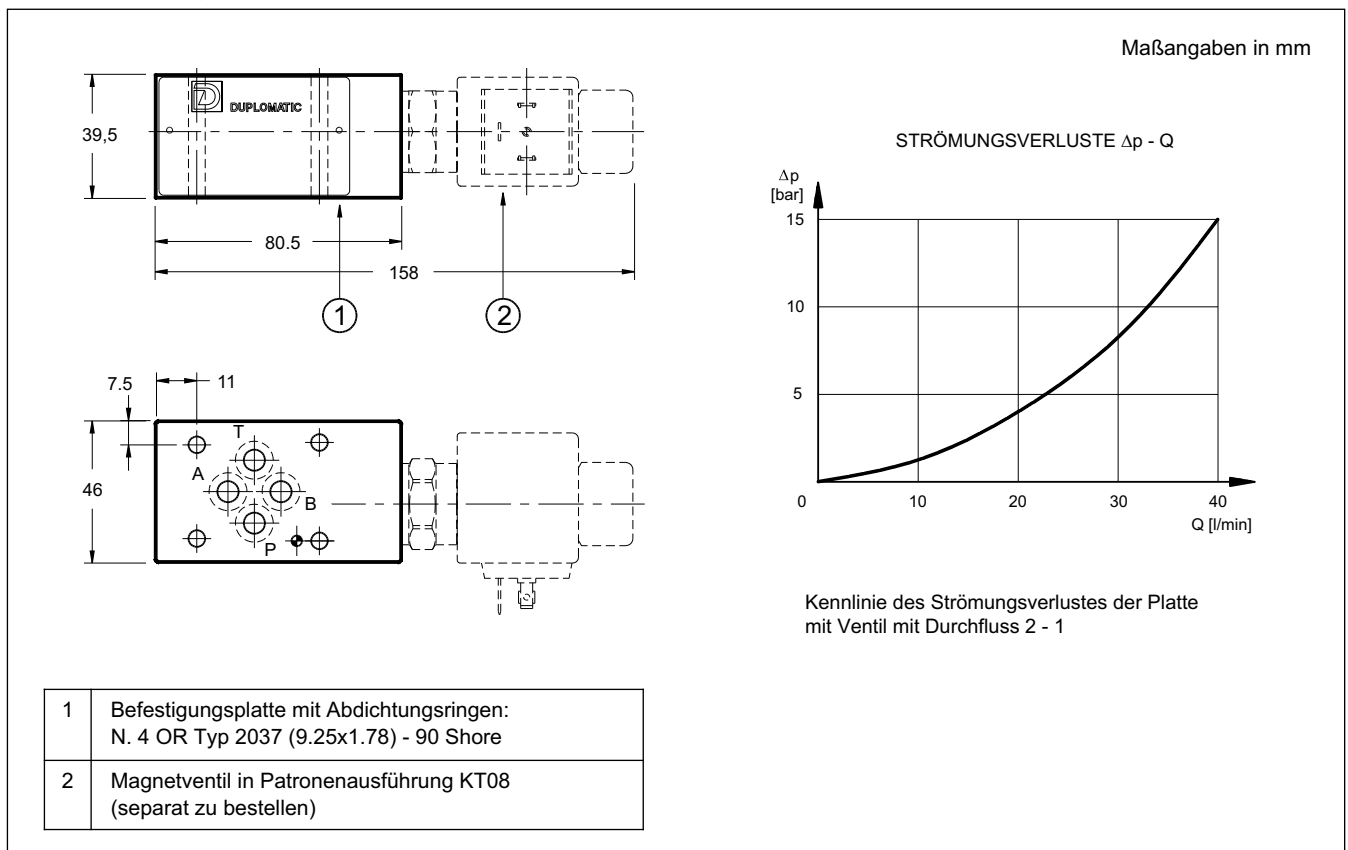 Maßangaben in mm
DUPLOMATIC
39,5
80.5
158
1
2
7.5
11
46
T
A
B
P
STRÖMUNGSVERLUSTE Δp - Q
Δp
[bar]
15
10
5
0
10
20
30
40
Q [l/min]
Kennlinie des Strömungsverlustes der Platte
mit Ventil mit Durchfluss 2 - 1
1 Befestigungsplatte mit Abdichtungsringen:
N. 4 OR Typ 2037 (9.25x1.78) - 90 Shore
2 Magnetventil in Patronenausführung KT08
(separat zu bestellen)